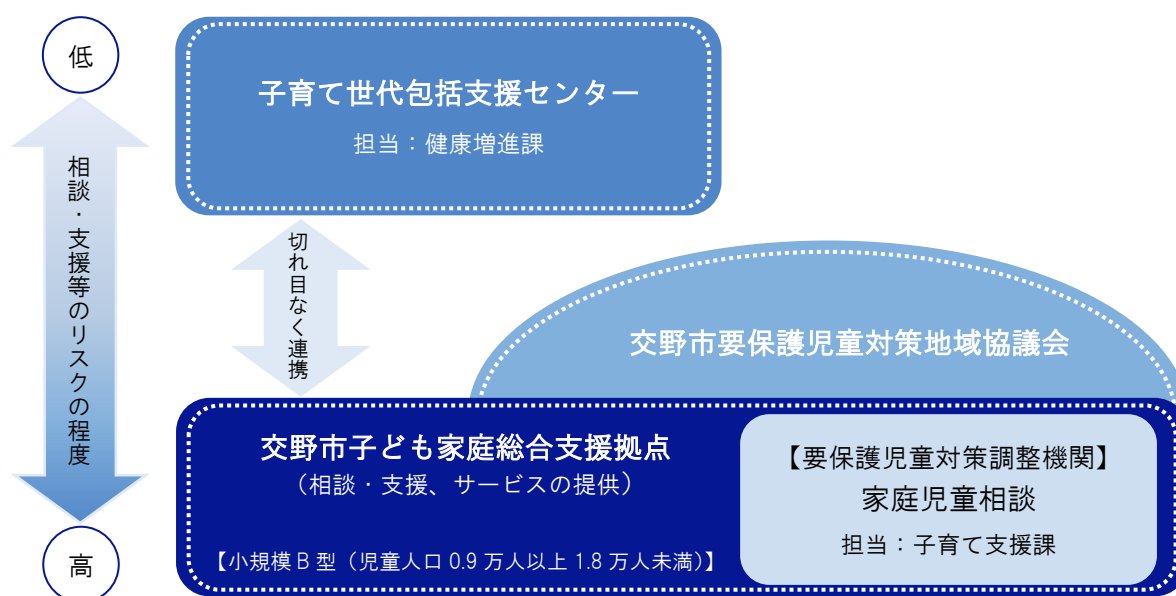 低
相談・支援等のリスクの程度
高
子育て世代包括支援センター
担当：健康増進課
切れ目なく連携
交野市要保護児童対策地域協議会
交野市子ども家庭総合支援拠点
（相談・支援、サービスの提供）
【小規模B型（児童人口0.9万人以上1.8万人未満）】
【要保護児童対策調整機関】
家庭児童相談
担当：子育て支援課